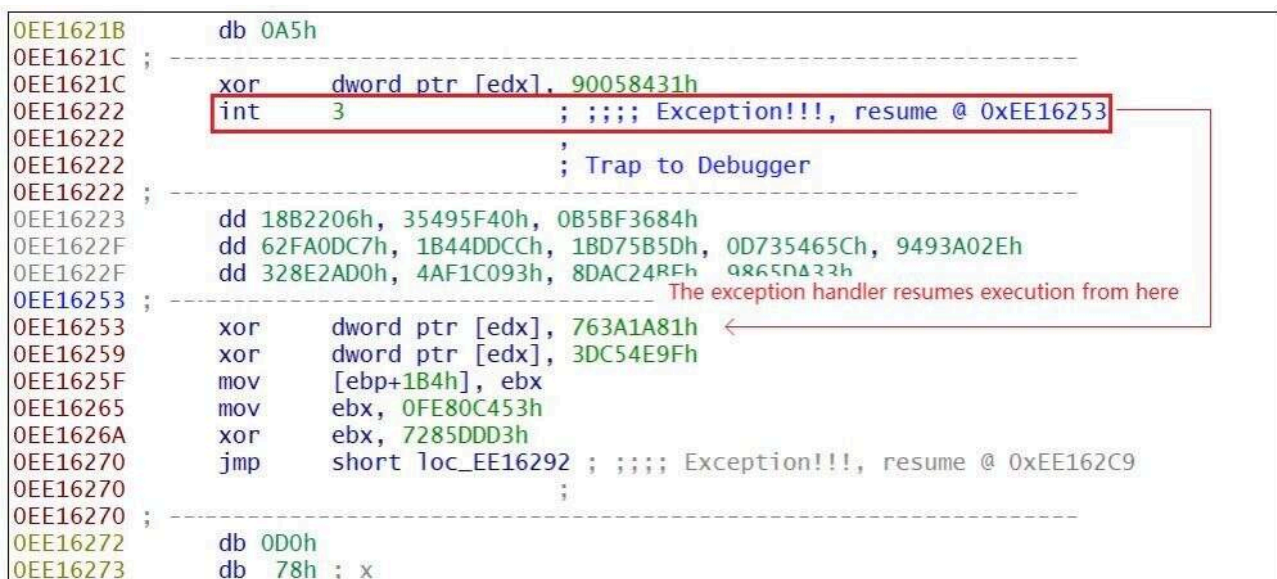 0EE1621B db 0A5h
0EE1621C ; ---------------------------------------------------------------
0EE1621C xor dword ptr [edx], 90058431h
0EE16222 int 3 ; ;;;; Exception!!!, resume @ 0xEE16253
0EE16222 ;
0EE16222 ; Trap to Debugger
0EE16222 ; ---------------------------------------------------------------
0EE16223 dd 18B2206h, 35495F40h, 0B5BF3684h
0EE1622F dd 62FA0DC7h, 1B44DDCCh, 1BD75B5Dh, 0D735465Ch, 9493A02Eh
0EE1622F dd 328E2AD0h, 4AF1C093h, 8DAC24BFh, 9865DA33h
0EE16253 ; ---------------------------------
The exception handler resumes execution from here
0EE16253 xor dword ptr [edx], 763A1A81h
0EE16259 xor dword ptr [edx], 3DC54E9Fh
0EE1625F mov [ebp+1B4h], ebx
0EE16265 mov ebx, 0FE80C453h
0EE1626A xor ebx, 7285DDD3h
0EE16270 jmp short loc_EE16292 ; ;;;; Exception!!!, resume @ 0xEE162C9
0EE16270 ;
0EE16270 ; ---------------------------------------------------------------
0EE16272 db 0D0h
0EE16273 db 78h ; x